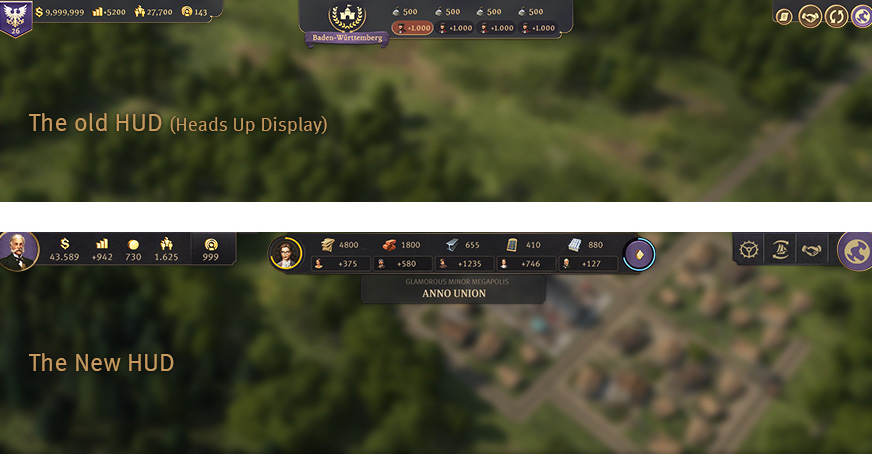 9,999,999 +5200 27,700 143
26
Baden-Württemberg
500 500 500 500
+1.000 +1.000 +1.000 +1.000
The old HUD (Heads Up Display)
43.589 +942 730 1.625 999
4800 1800 655 410 880
+375 +580 +1235 +746 +127
GLAMOROUS MINOR MEGAPOLIS
ANNO UNION
The New HUD